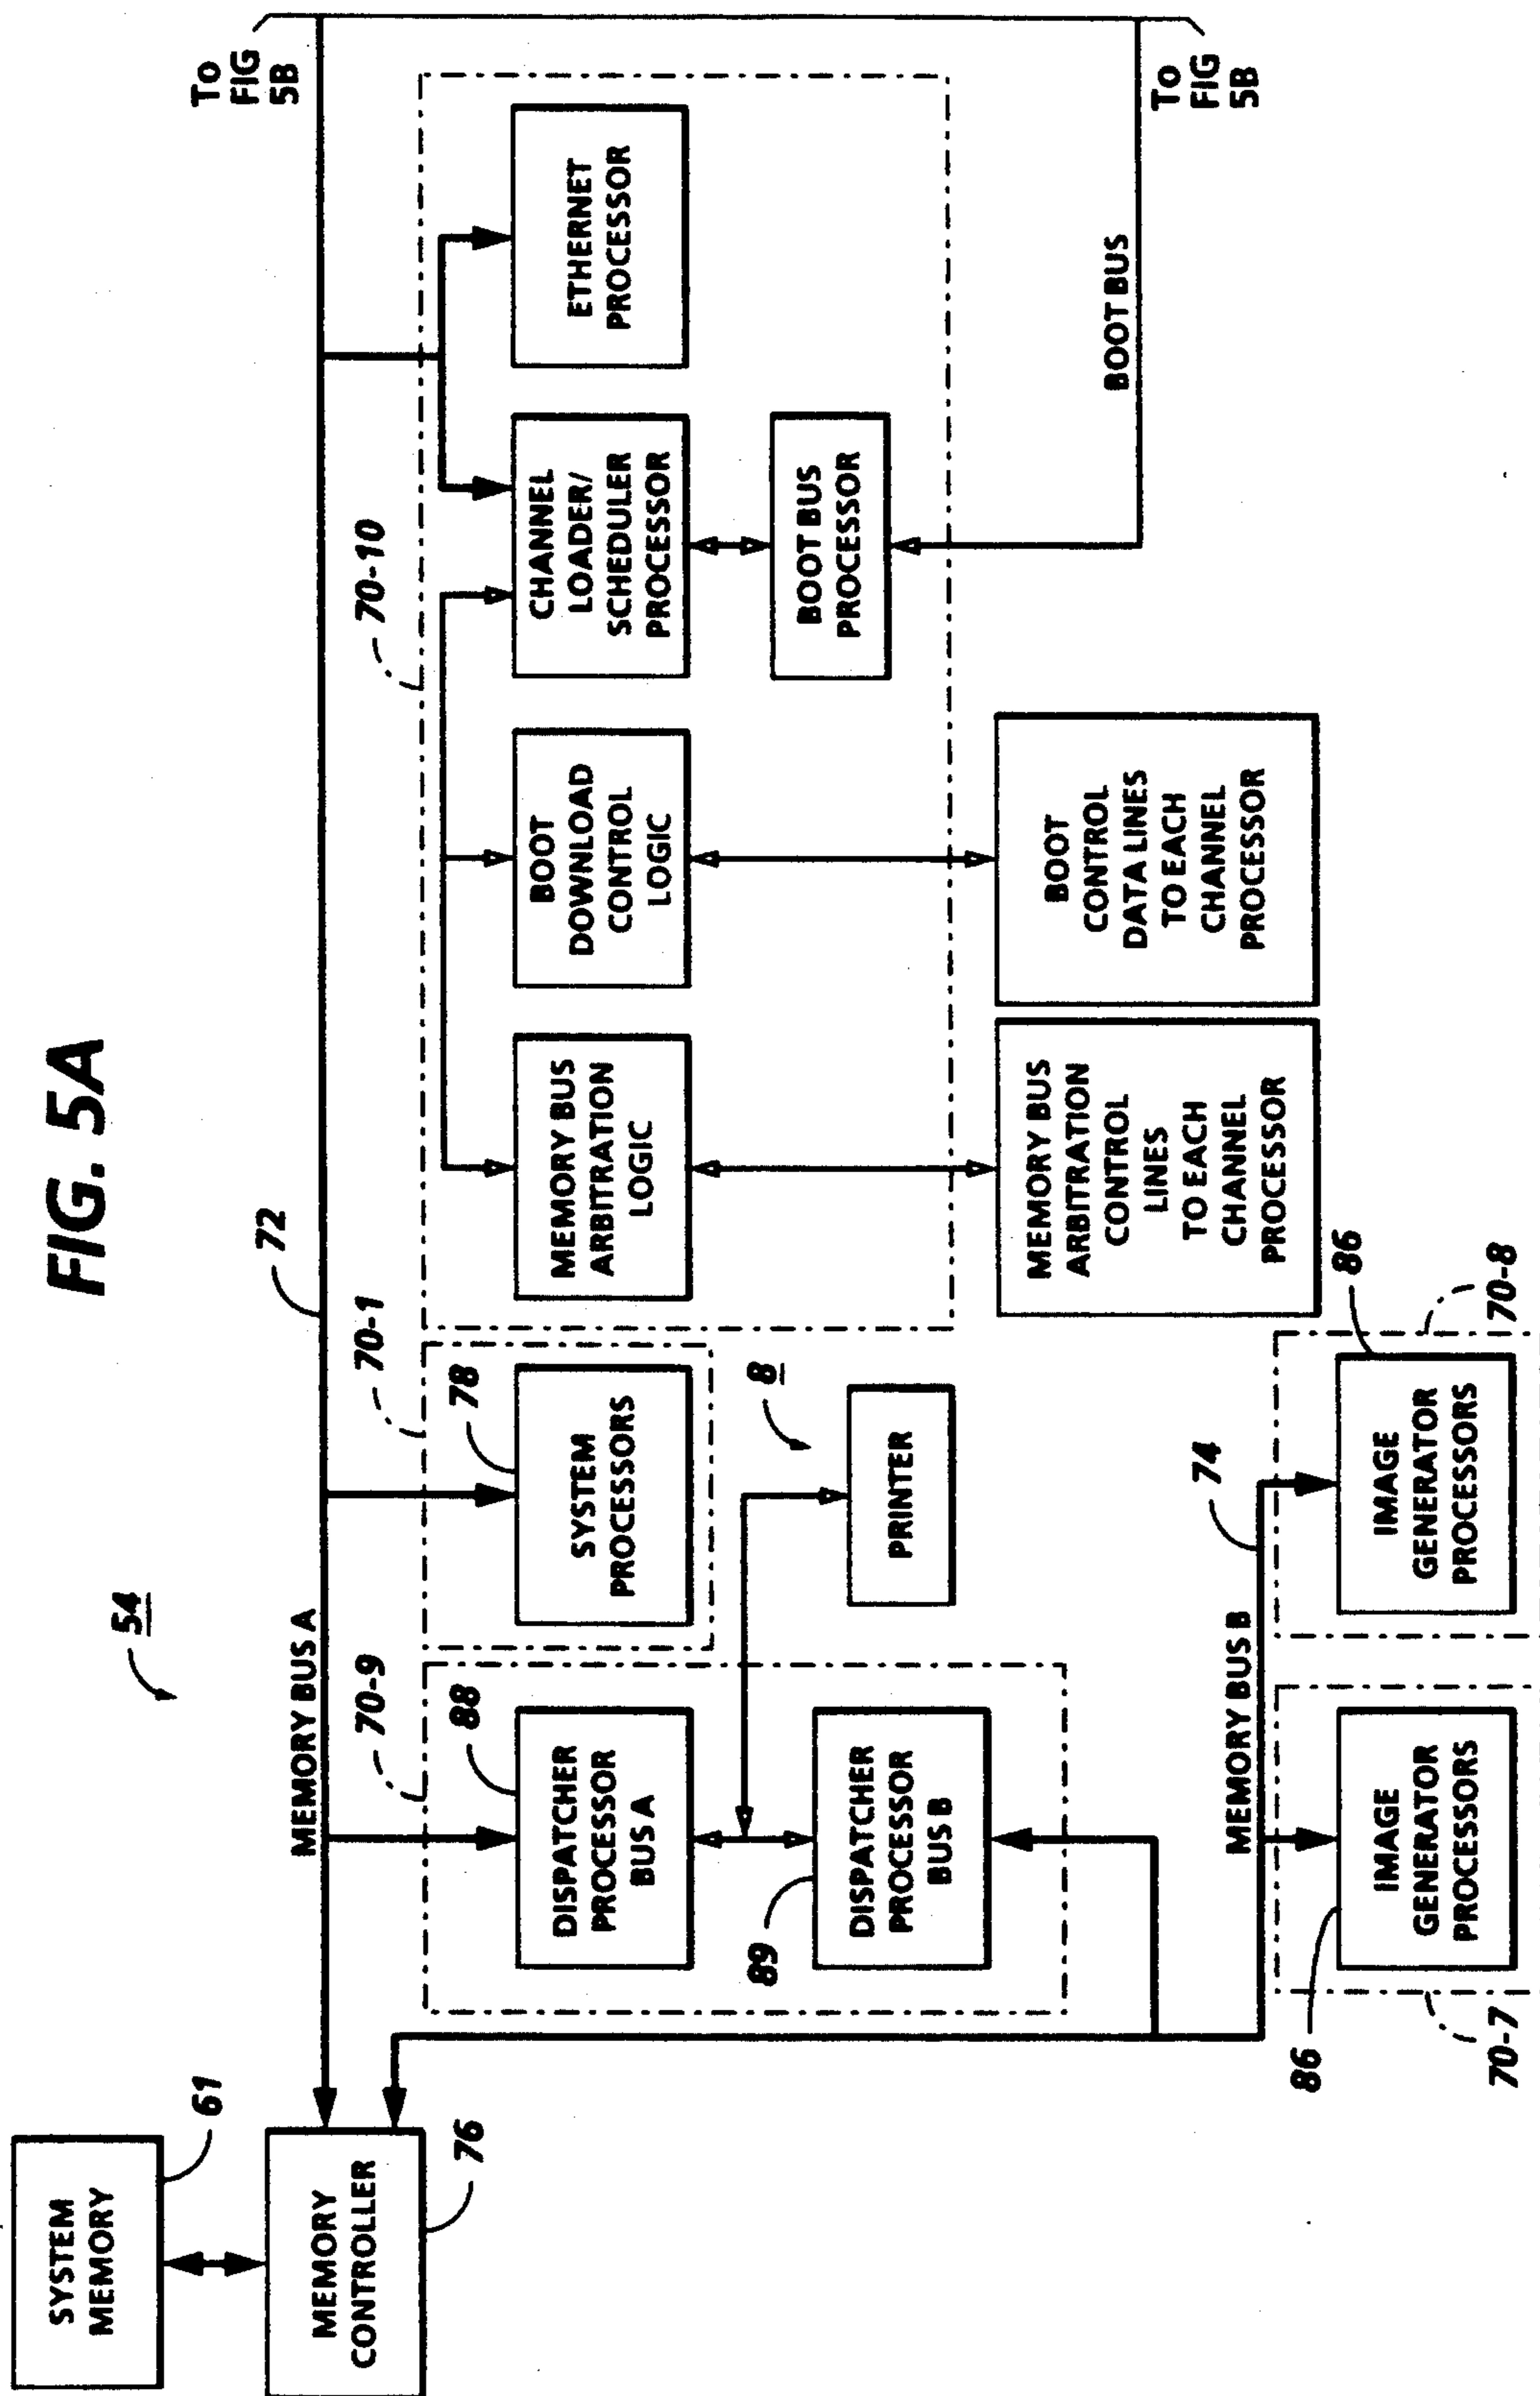 FIG. 5A
54
SYSTEM
MEMORY
61
MEMORY
CONTROLLER
76
MEMORY BUS A
72
To
FIG
5B
70-9
88
DISPATCHER
PROCESSOR
BUS A
89
DISPATCHER
PROCESSOR
BUS B
70-1
78
SYSTEM
PROCESSORS
8
PRINTER
70-10
MEMORY BUS
ARBITRATION
LOGIC
BOOT
DOWNLOAD
CONTROL
LOGIC
CHANNEL
LOADER/
SCHEDULER
PROCESSOR
ETHERNET
PROCESSOR
BOOT BUS
PROCESSOR
MEMORY BUS
ARBITRATION
CONTROL
LINES
TO EACH
CHANNEL
PROCESSOR
BOOT
CONTROL
DATA LINES
TO EACH
CHANNEL
PROCESSOR
BOOT BUS
To
FIG
5B
MEMORY BUS B
74
86
IMAGE
GENERATOR
PROCESSORS
70-7
86
IMAGE
GENERATOR
PROCESSORS
70-8